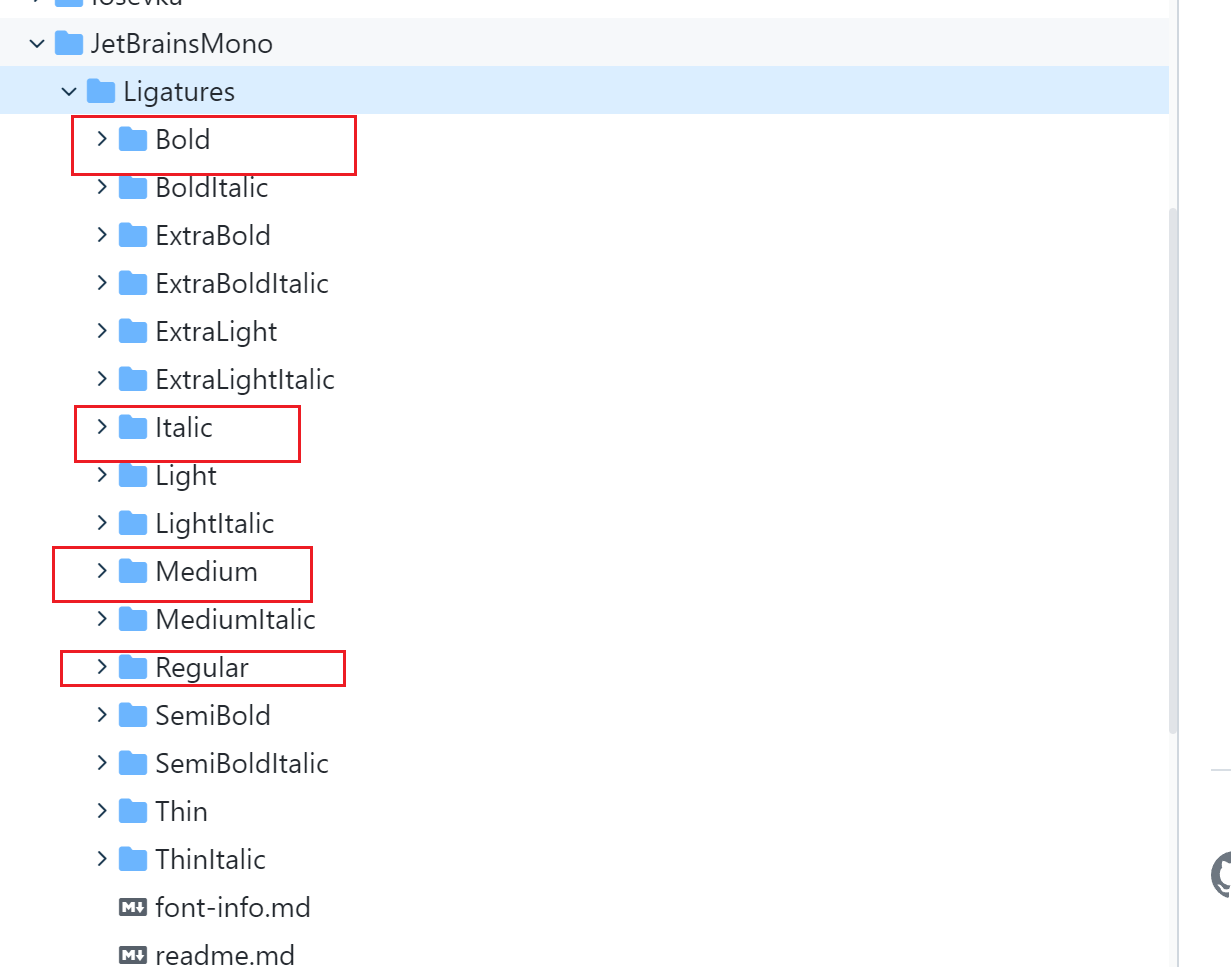 Iosevka
JetBrainsMono
Ligatures
Bold
BoldItalic
ExtraBold
ExtraBoldItalic
ExtraLight
ExtraLightItalic
Italic
Light
LightItalic
Medium
MediumItalic
Regular
SemiBold
SemiBoldItalic
Thin
ThinItalic
font-info.md
readme.md